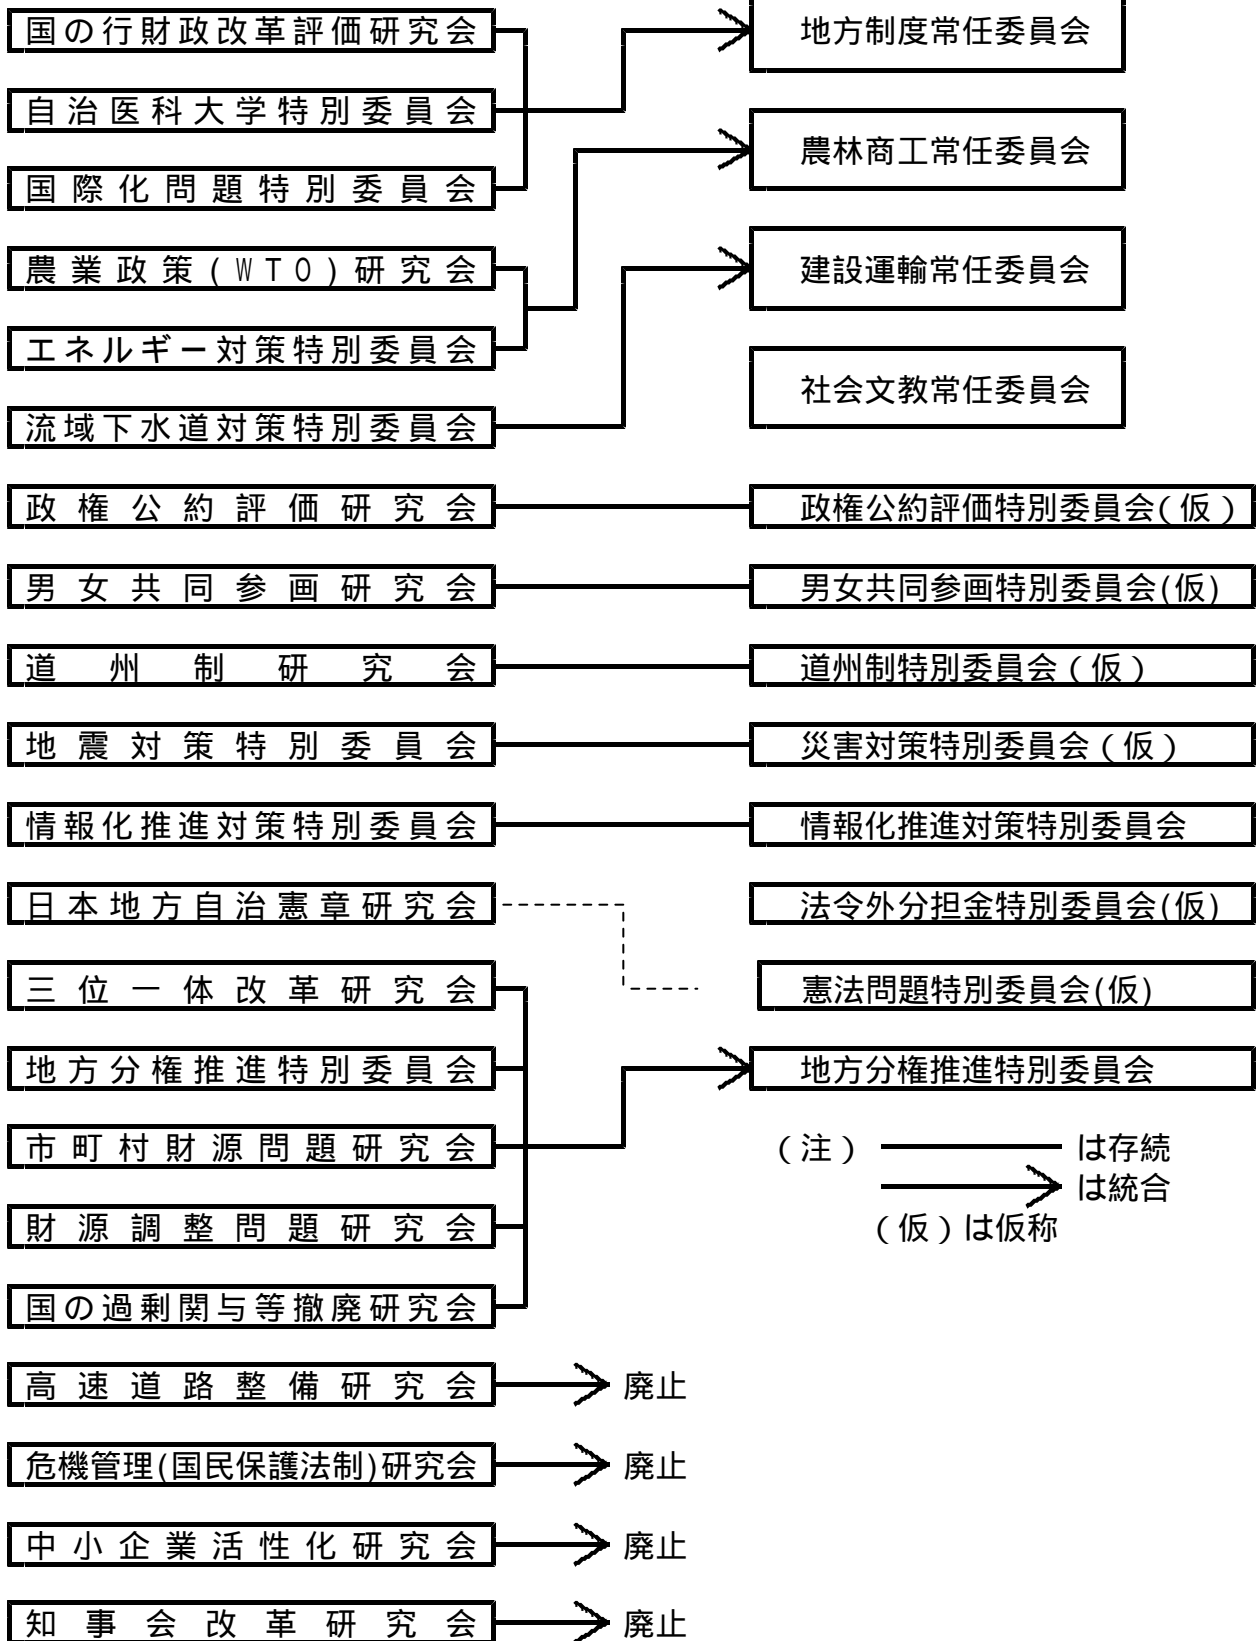 国の行財政改革評価研究会
地方制度常任委員会
自治医科大学特別委員会
農林商工常任委員会
国際化問題特別委員会
農業政策(WTO)研究会
建設運輸常任委員会
エネルギー対策特別委員会
社会文教常任委員会
流域下水道対策特別委員会
政権公約評価研究会
政権公約評価特別委員会(仮)
男女共同参画研究会
男女共同参画特別委員会(仮)
道州制研究会
道州制特別委員会(仮)
地震対策特別委員会
災害対策特別委員会(仮)
情報化推進対策特別委員会
情報化推進対策特別委員会
日本地方自治憲章研究会
法令外分担金特別委員会(仮)
三位一体改革研究会
憲法問題特別委員会(仮)
地方分権推進特別委員会
地方分権推進特別委員会
市町村財源問題研究会
(注) は存続
は統合
財源調整問題研究会
(仮)は仮称
国の過剰関与等撤廃研究会
高速道路整備研究会 廃止
危機管理(国民保護法制)研究会 廃止
中小企業活性化研究会 廃止
知事会改革研究会 廃止